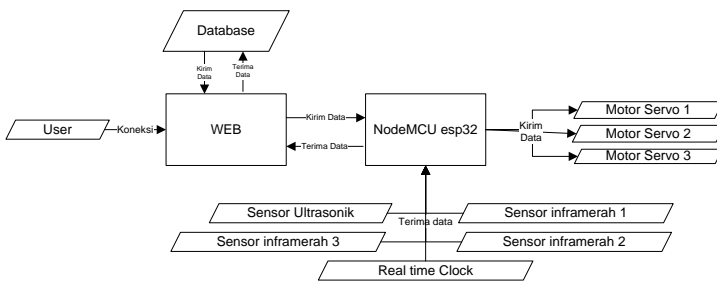 Database
Kirim
Data
Terima
Data
User
Koneksi
WEB
Kirim Data
Terima Data
NodeMCU esp32
Kirim
Data
Motor Servo 1
Motor Servo 2
Motor Servo 3
Sensor Ultrasonik
Terima data
Sensor inframerah 1
Sensor inframerah 3
Sensor inframerah 2
Real time Clock